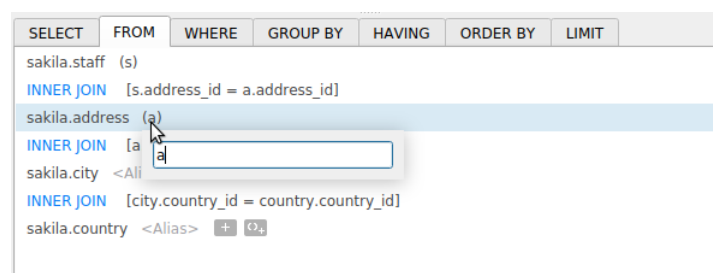 SELECT FROM WHERE GROUP BY HAVING ORDER BY LIMIT
sakila.staff (s)
INNER JOIN [s.address_id = a.address_id]
sakila.address (a)
INNER JOIN [a
a
sakila.city <Ali
INNER JOIN [city.country_id = country.country_id]
sakila.country <Alias> +